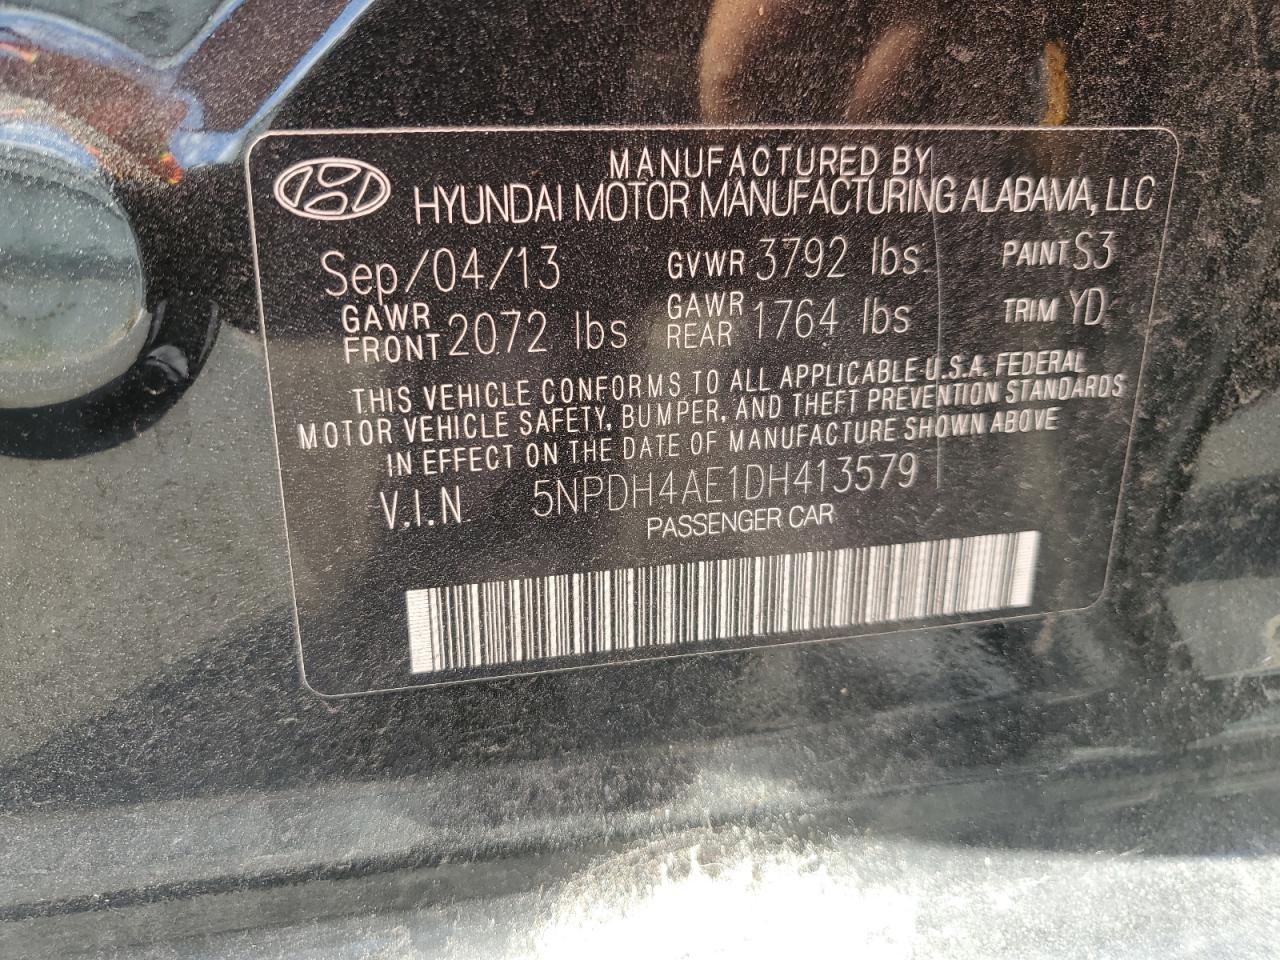 MANUFACTURED BY
HYUNDAI MOTOR MANUFACTURING ALABAMA, LLC
Sep/04/13 GVWR 3792 lbs PAINT S3
GAWR FRONT 2072 lbs GAWR REAR 1764 lbs TRIM YD
THIS VEHICLE CONFORMS TO ALL APPLICABLE U.S.A. FEDERAL
MOTOR VEHICLE SAFETY, BUMPER, AND THEFT PREVENTION STANDARDS
IN EFFECT ON THE DATE OF MANUFACTURE SHOWN ABOVE
V.I.N 5NPDH4AE1DH413579
PASSENGER CAR